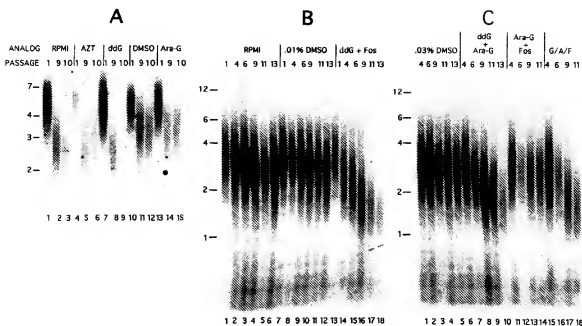 A
ANALOG RPMI AZT ddG DMSO Ara-G
PASSAGE 1 9 10 1 9 10 1 9 10 1 9 10 1 9 10
7
4
3
2
1 2 3 4 5 6 7 8 9 10 11 12 13 14 15
B
RPMI .01% DMSO ddG + Fos
1 4 6 9 11 13 1 4 6 9 11 13 1 4 6 9 11 13
12
6
4
2
1
1 2 3 4 5 6 7 8 9 10 11 12 13 14 15 16 17 18
C
.03% DMSO ddG + Ara-G Ara-G + Fos G/A/F
4 6 9 11 13 4 6 9 11 13 4 6 9 11 4 6 9 11
12
6
4
2
1
1 2 3 4 5 6 7 8 9 10 11 12 13 14 15 16 17 18